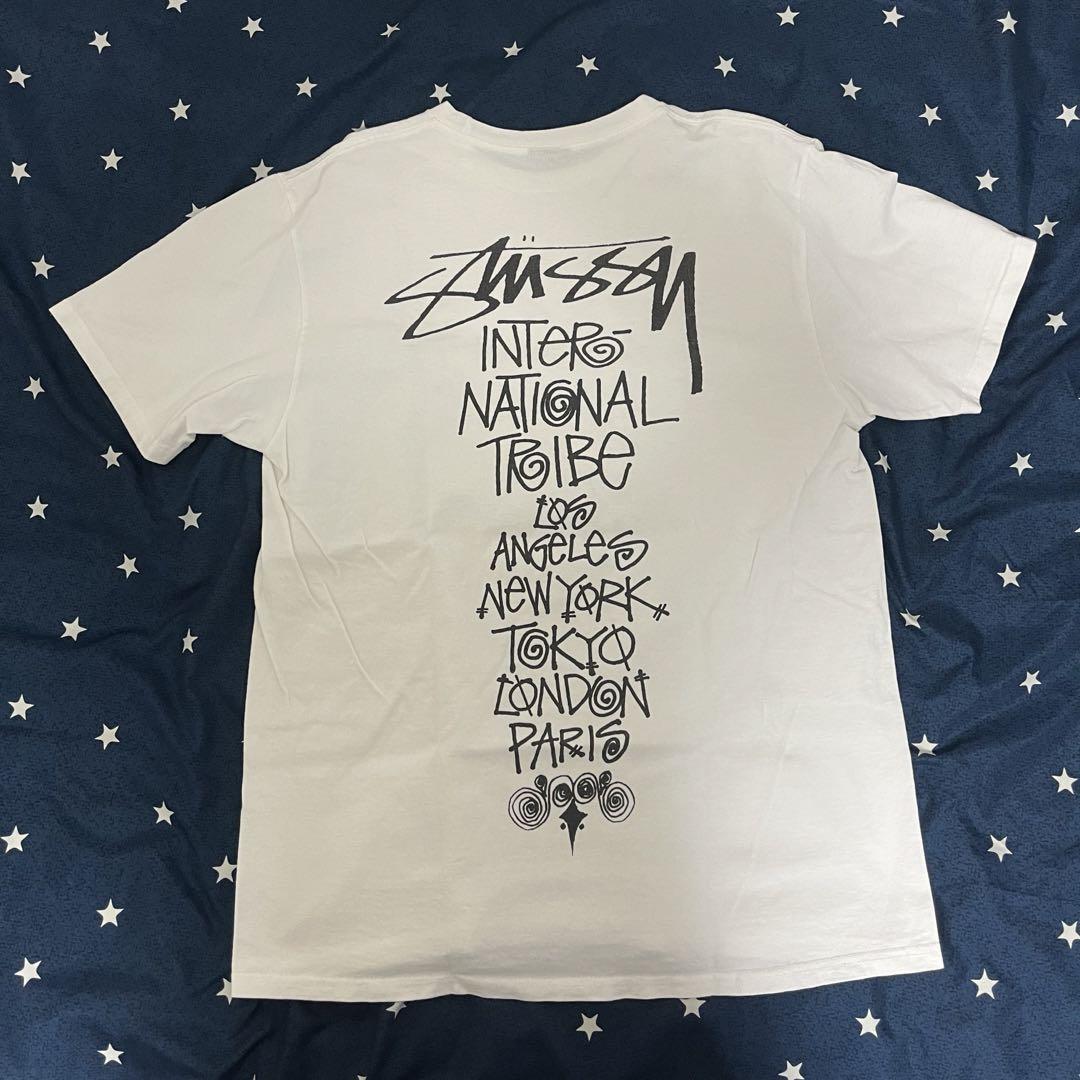 Stüssy
INTER-
NATIONAL
TRIBE
LOS
ANGELES
NEW YORK
TOKYO
LONDON
PARIS